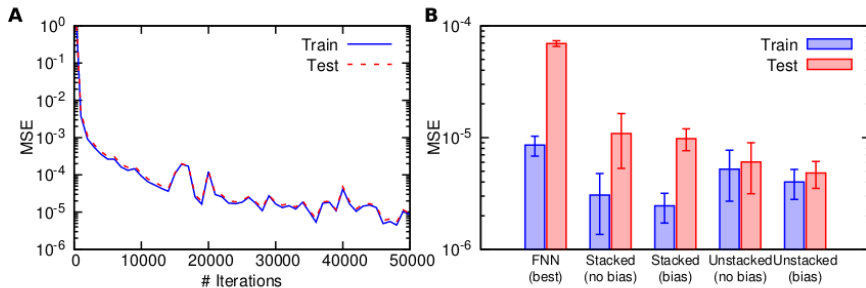 A
10⁰
10⁻¹
10⁻²
10⁻³
10⁻⁴
10⁻⁵
10⁻⁶
MSE
Train
Test
0
10000
20000
30000
40000
50000
# Iterations
B
10⁻⁴
10⁻⁵
10⁻⁶
MSE
Train
Test
FNN
(best)
Stacked
(no bias)
Stacked
(bias)
Unstacked
(no bias)
Unstacked
(bias)